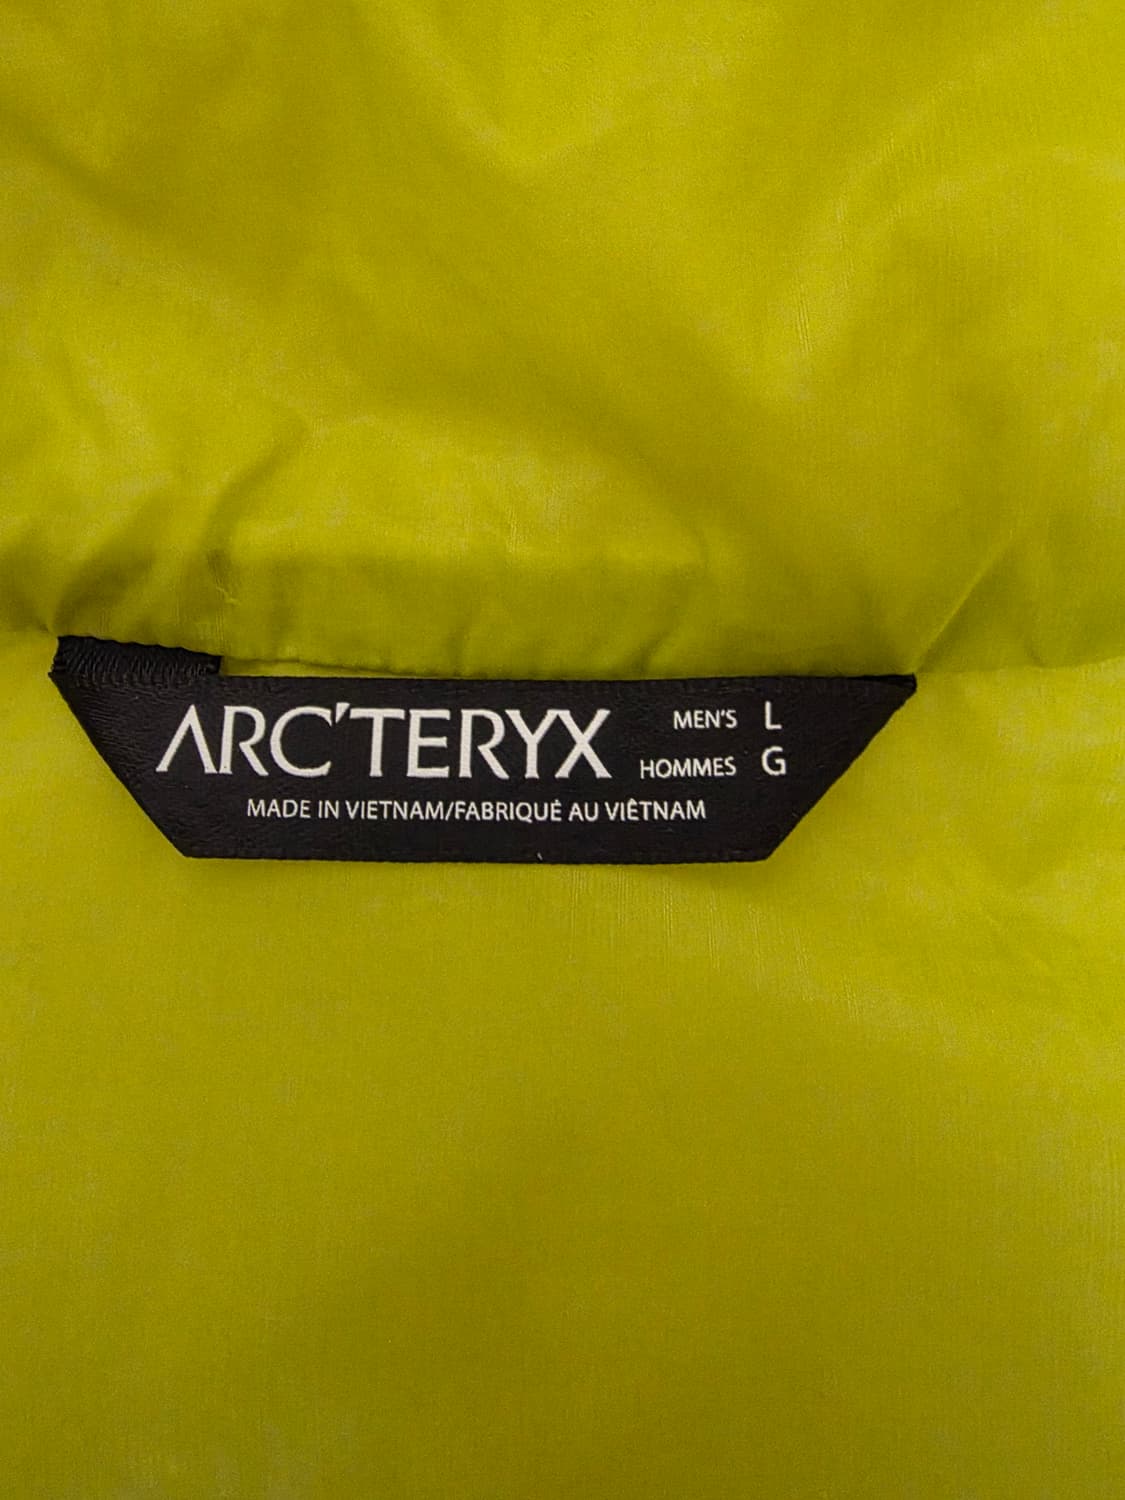 ARC'TERYX MEN'S L
HOMMES G
MADE IN VIETNAM/FABRIQUÉ AU VIÊTNAM